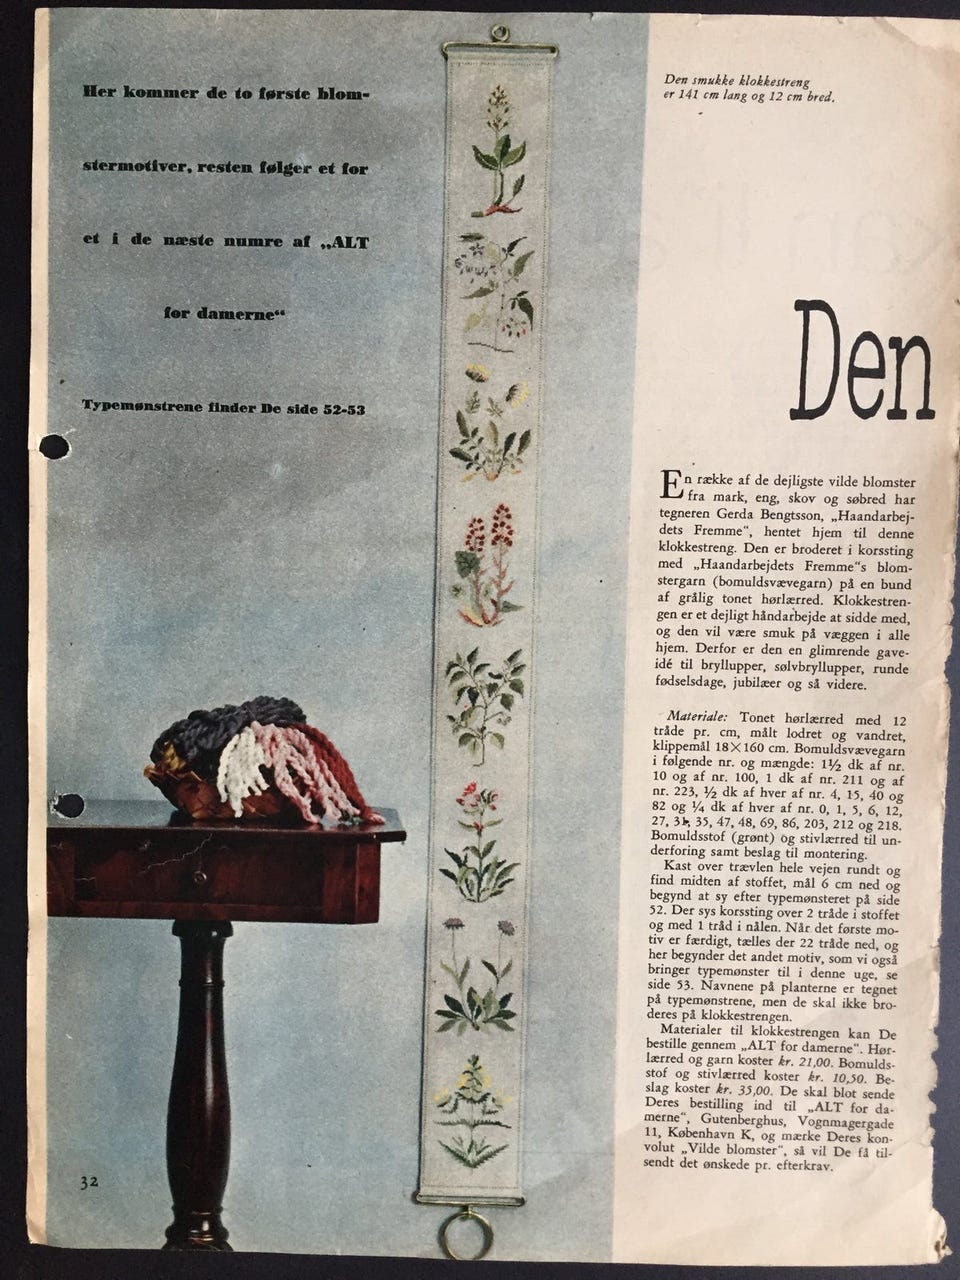 Her kommer de to første blom-
stermotiver, resten følger et for
et i de næste numre af „ALT
for damerne“
Typemønstrene finder De side 52-53
32
Den smukke klokkestreng
er 141 cm lang og 12 cm bred.
Den
En række af de dejligste vilde blomster
fra mark, eng, skov og søbred har
tegneren Gerda Bengtsson, „Haandarbej-
dets Fremme“, hentet hjem til denne
klokkestreng. Den er broderet i korssting
med „Haandarbejdets Fremme“s blom-
stergarn (bomuldsvævegarn) på en bund
af grålig tonet hørlærred. Klokkestren-
gen er et dejligt håndarbejde at sidde med,
og den vil være smuk på væggen i alle
hjem. Derfor er den en glimrende gave-
idé til bryllupper, sølvbryllupper, runde
fødselsdage, jubilæer og så videre.
Materiale: Tonet hørlærred med 12
tråde pr. cm, målt lodret og vandret,
klippemål 18×160 cm. Bomuldsvævegarn
i følgende nr. og mængde: 1½ dk af nr.
10 og af nr. 100, 1 dk af nr. 211 og af
nr. 223, ½ dk af hver af nr. 4, 15, 40 og
82 og ¼ dk af hver af nr. 0, 1, 5, 6, 12,
27, 35, 47, 48, 69, 86, 203, 212 og 218.
Bomuldsstof (grønt) og stivlærred til un-
derforing samt beslag til montering.
Kast over trævlen hele vejen rundt og
find midten af stoffet, mål 6 cm ned og
begynd at sy efter typemønsteret på side
52. Der sys korssting over 2 tråde i stoffet
og med 1 tråd i nålen. Når det første mo-
tiv er færdigt, tælles der 22 tråde ned, og
her begynder det andet motiv, som vi også
bringer typemønster til i denne uge, se
side 53. Navnene på planterne er tegnet
på typemønstrene, men de skal ikke bro-
deres på klokkestrengen.
Materialer til klokkestrengen kan De
bestille gennem „ALT for damerne“. Hør-
lærred og garn koster kr. 21,00. Bomulds-
stof og stivlærred koster kr. 10,50. Be-
slag koster kr. 35,00. De skal blot sende
Deres bestilling ind til „ALT for da-
merne“, Gutenberghus, Vognmagergade
11, København K, og mærke Deres kon-
volut „Vilde blomster“, så vil De få til-
sendt det ønskede pr. efterkrav.